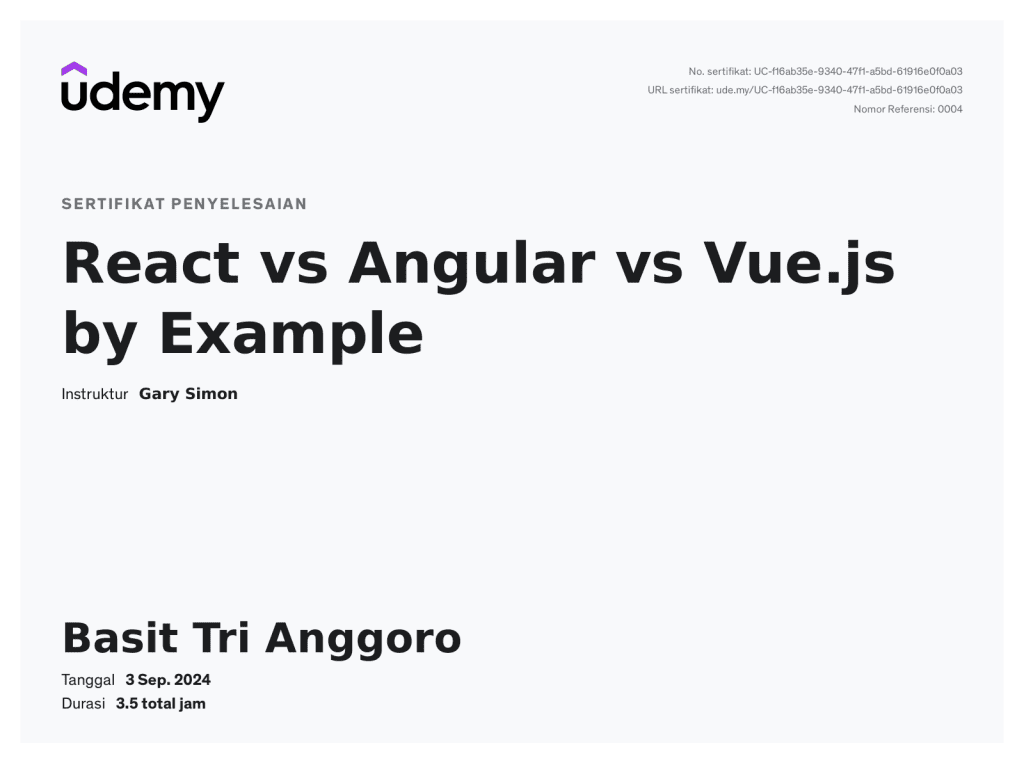 udemy
No. sertifikat: UC-f16ab35e-9340-47f1-a5bd-61916e0f0a03
URL sertifikat: ude.my/UC-f16ab35e-9340-47f1-a5bd-61916e0f0a03
Nomor Referensi: 0004
SERTIFIKAT PENYELESAIAN
React vs Angular vs Vue.js
by Example
Instruktur Gary Simon
Basit Tri Anggoro
Tanggal 3 Sep. 2024
Durasi 3.5 total jam